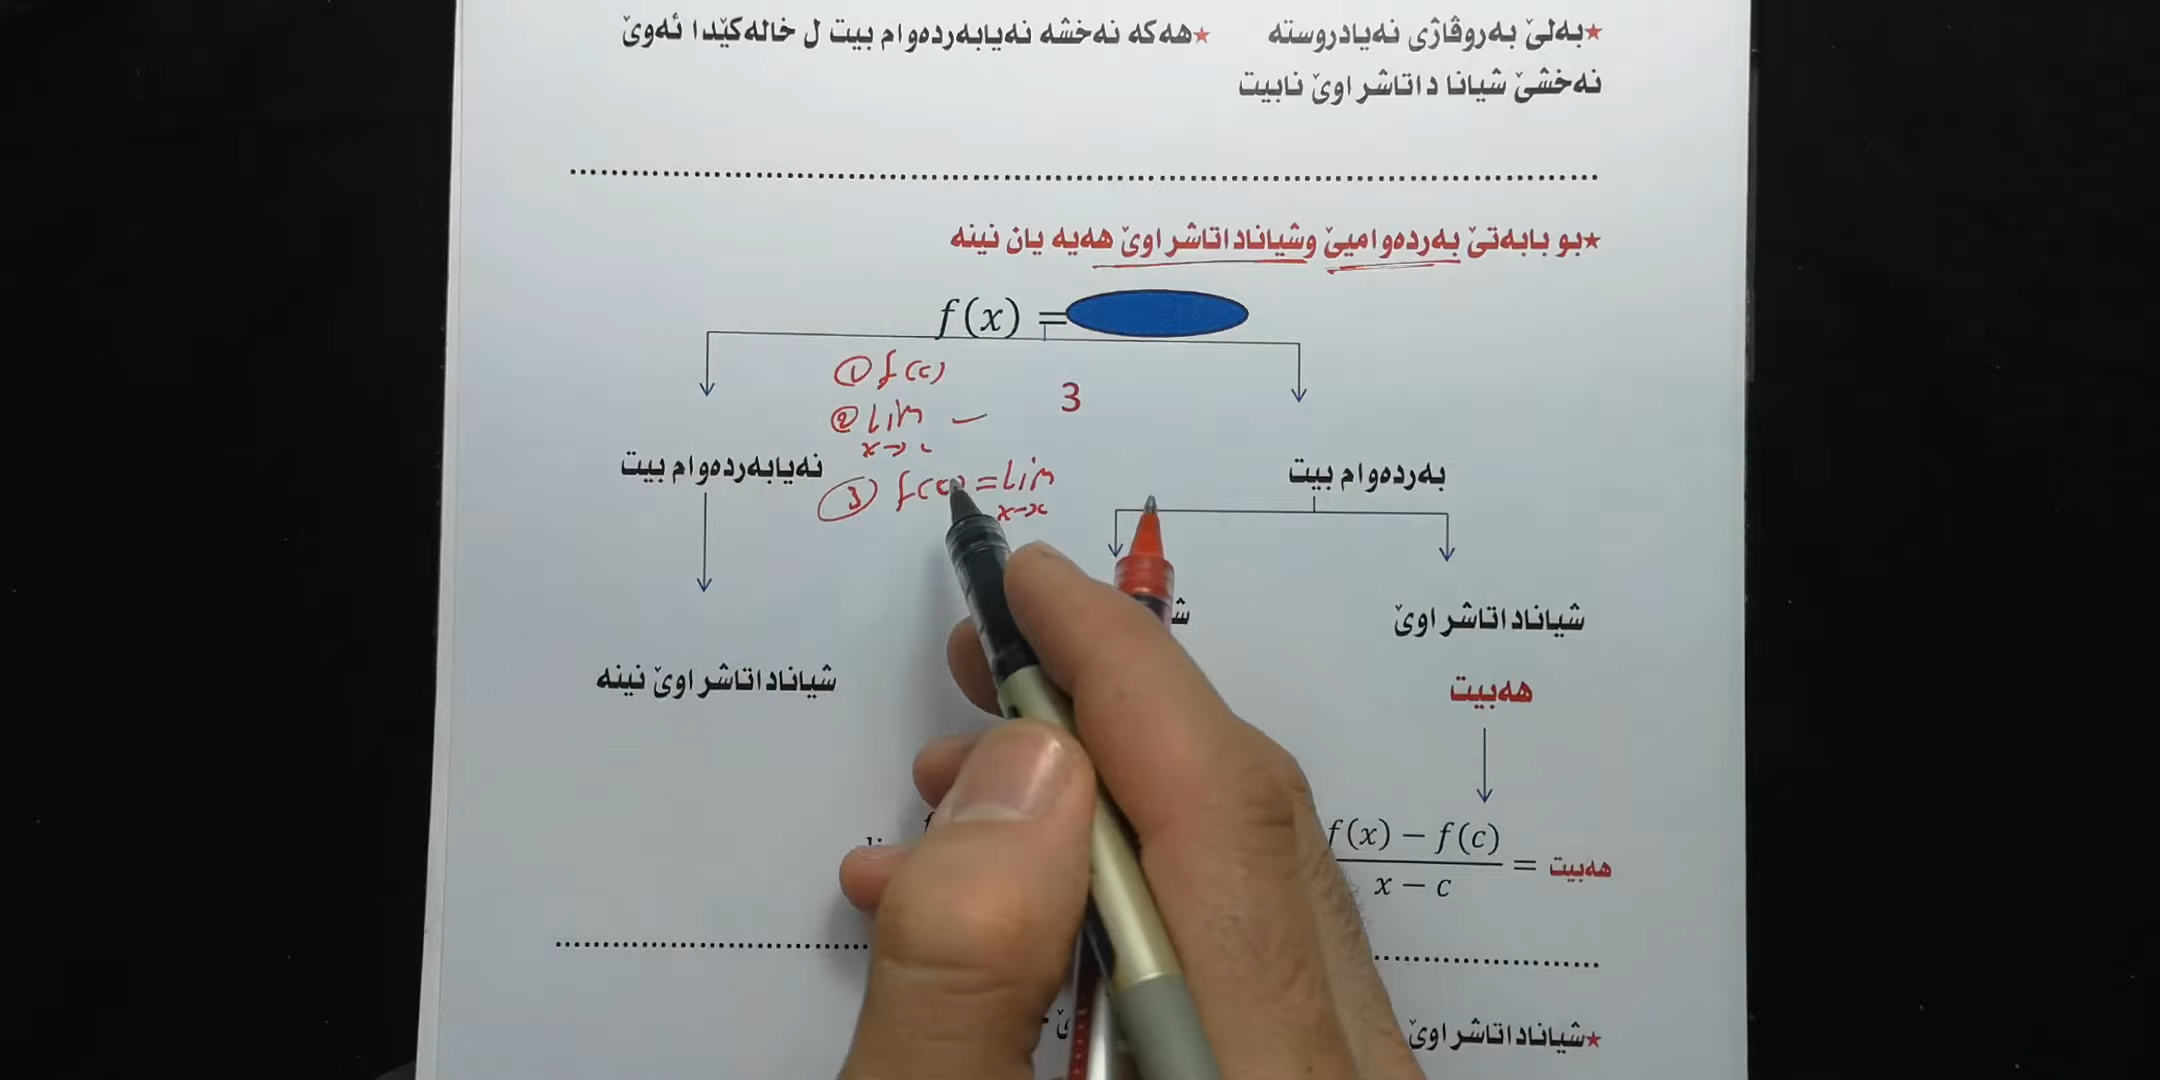 ★بەلێ بەروڤاژی نەیادروستە ★هەکە نەخشە نەیابەردەوام بیت ل خالەکێدا ئەوێ
نەخشێ شیانا داتاشراوێ نابیت
★بو بابەتێ بەردەوامیێ وشیاناداتاشراوێ هەیە یان نینە
f(x) =
① f(c)
3
② lim –
x→c
نەیابەردەوام بیت
بەردەوام بیت
③ f(c) = lim
x→c
شیاناداتاشراوێ
شیاناداتاشراوێ نینە
هەبیت
f(x) − f(c)
x − c
= هەبیت
★شیاناداتاشراوێ